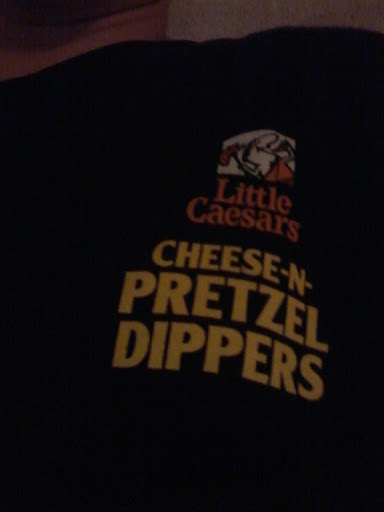 Little
Caesars
CHEESE-N-
PRETZEL
DIPPERS